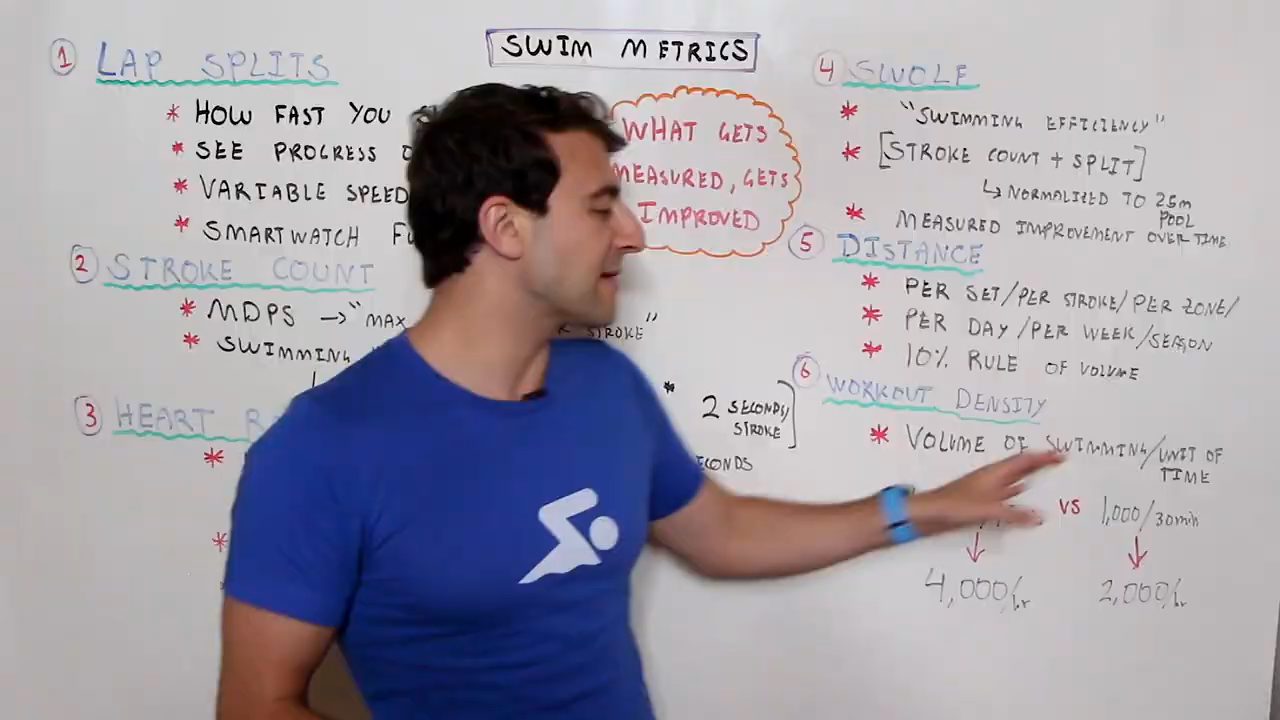 SWIM METRICS
WHAT GETS
MEASURED, GETS
IMPROVED
1 LAP SPLITS
* HOW FAST YOU
* SEE PROGRESS
* VARIABLE SPEED
* SMARTWATCH
2 STROKE COUNT
* MDPS → "MAX STROKE"
* SWIMMING
3 HEART
*
*
* 2 SECONDS/
STROKE
4 SWOLF
* "SWIMMING EFFICIENCY"
* [STROKE COUNT + SPLIT]
↳ NORMALIZED TO 25m
POOL
* MEASURED IMPROVEMENT OVER TIME
5 DISTANCE
* PER SET/PER STROKE/PER ZONE/
* PER DAY/PER WEEK/SEASON
* 10% RULE OF VOLUME
6 WORKOUT DENSITY
* VOLUME OF SWIMMING/UNIT OF
TIME
VS 1,000/30min
↓ ↓
4,000/hr 2,000/hr